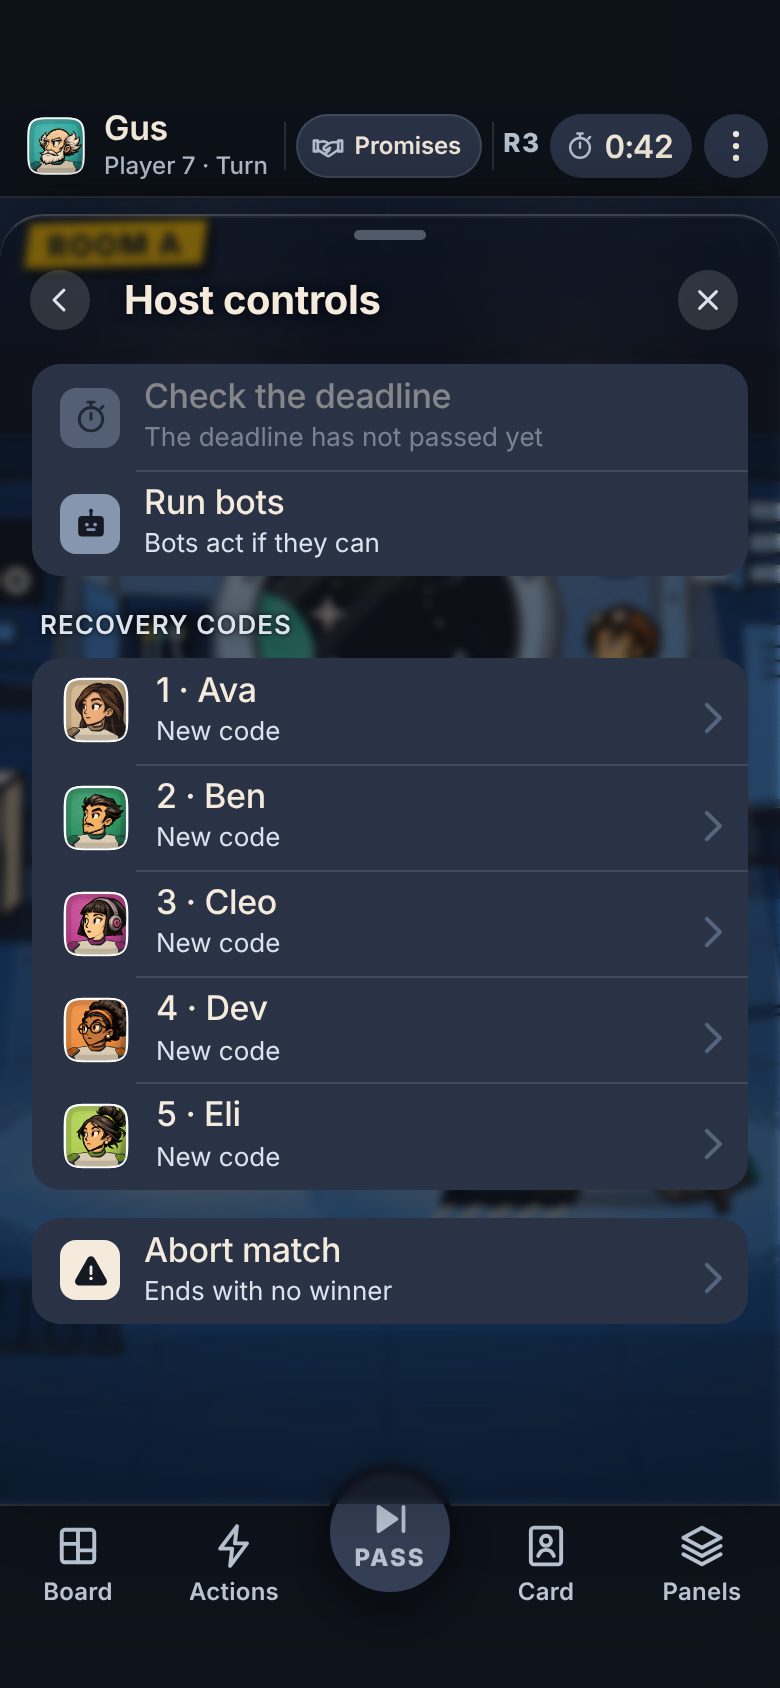 Gus
Player 7 · Turn
Promises
R3
0:42
ROOM A
Host controls
Check the deadline
The deadline has not passed yet
Run bots
Bots act if they can
RECOVERY CODES
1 · Ava
New code
2 · Ben
New code
3 · Cleo
New code
4 · Dev
New code
5 · Eli
New code
Abort match
Ends with no winner
PASS
Board
Actions
Card
Panels